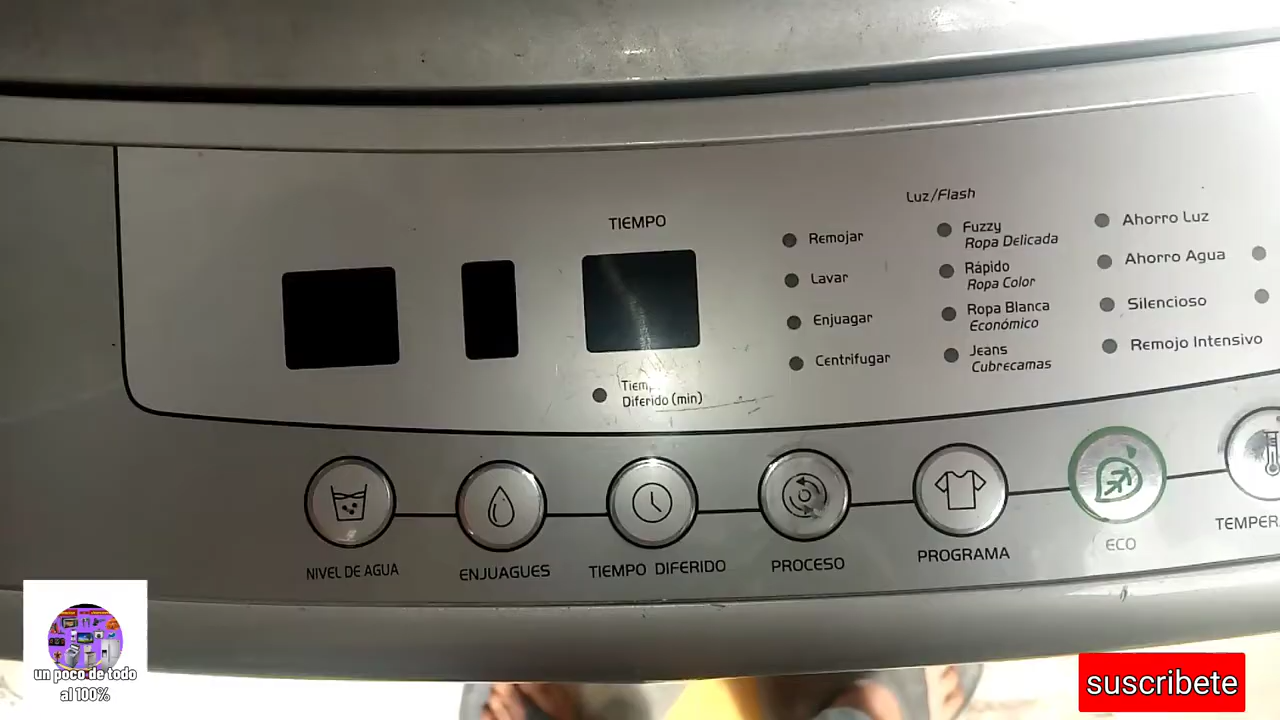 Luz/Flash
TIEMPO
Remojar
Lavar
Enjuagar
Centrifugar
Fuzzy
Ropa Delicada
Rápido
Ropa Color
Ropa Blanca
Económico
Jeans
Cubrecamas
Ahorro Luz
Ahorro Agua
Silencioso
Remojo Intensivo
Diferido (min)
NIVEL DE AGUA
ENJUAGUES
TIEMPO DIFERIDO
PROCESO
PROGRAMA
ECO
un poco de todo
al 100%
suscribete